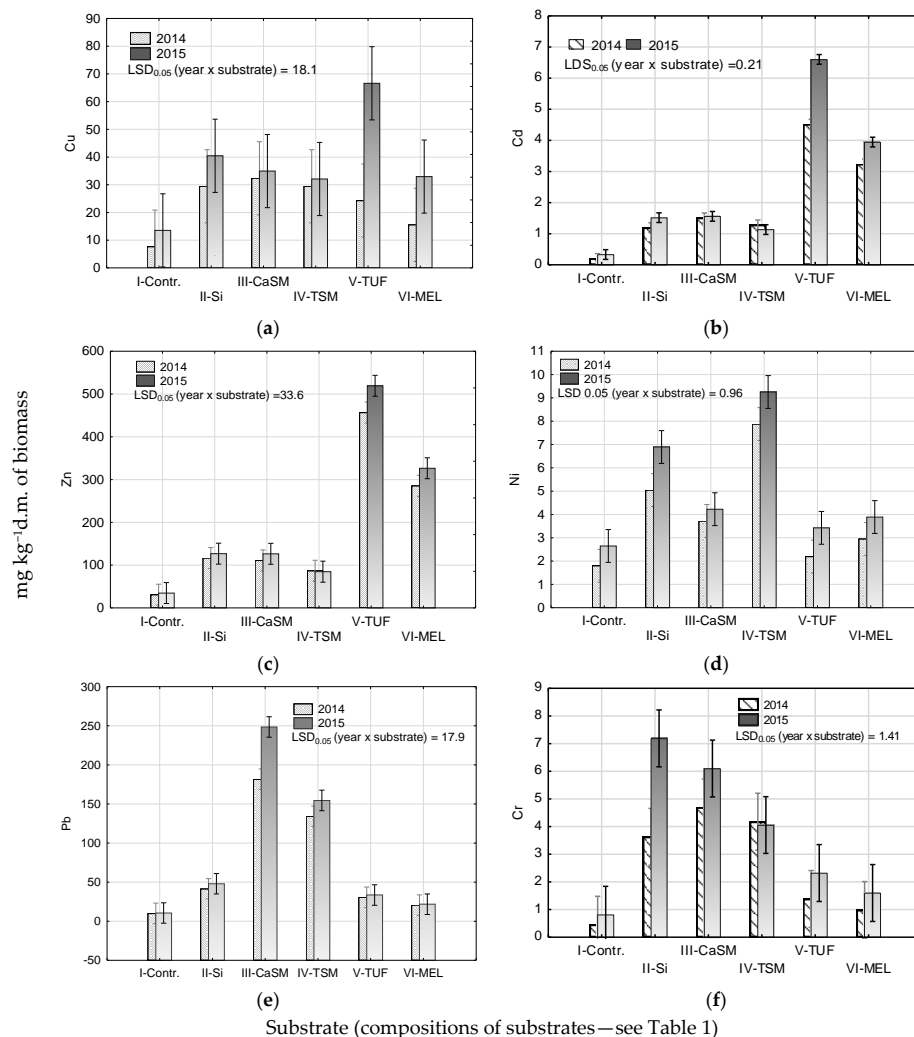 90
80
70
60
50
40
30
20
10
0
Cu
2014
2015
LSD0.05 (year x substrate) = 18.1
I-Contr. III-CaSM V-TUF
II-Si IV-TSM VI-MEL
(a)
8
7
6
5
4
3
2
1
0
Cd
2014 2015
LDS0.05 (year x substrate) =0.21
I-Contr. III-CaSM V-TUF
II-Si IV-TSM VI-MEL
(b)
mg kg−1d.m. of biomass
600
500
400
300
200
100
0
Zn
2014
2015
LSD0.05 (year x substrate) =33.6
I-Contr. III-CaSM V-TUF
II-Si IV-TSM VI-MEL
(c)
11
10
9
8
7
6
5
4
3
2
1
0
Ni
2014
2015
LSD 0.05 (year x substrate) = 0.96
I-Contr. III-CaSM V-TUF
II-Si IV-TSM VI-MEL
(d)
300
250
200
150
100
50
0
-50
Pb
2014
2015
LSD0.05 (year x substrate) = 17.9
I-Contr. III-CaSM V-TUF
II-Si IV-TSM VI-MEL
(e)
9
8
7
6
5
4
3
2
1
0
Cr
2014
2015
LSD0.05 (year x substrate) = 1.41
I-Contr. III-CaSM V-TUF
II-Si IV-TSM VI-MEL
(f)
Substrate (compositions of substrates—see Table 1)